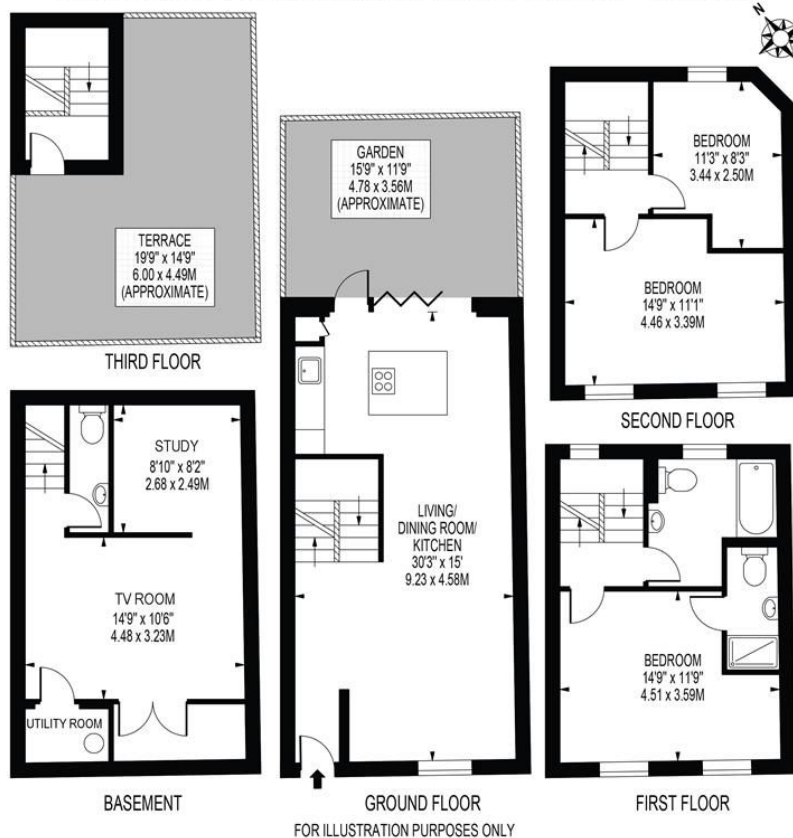 N
TERRACE
19'9" x 14'9"
6.00 x 4.49M
(APPROXIMATE)
THIRD FLOOR
GARDEN
15'9" x 11'9"
4.78 x 3.56M
(APPROXIMATE)
BEDROOM
11'3" x 8'3"
3.44 x 2.50M
BEDROOM
14'9" x 11'1"
4.46 x 3.39M
SECOND FLOOR
STUDY
8'10" x 8'2"
2.68 x 2.49M
TV ROOM
14'9" x 10'6"
4.48 x 3.23M
UTILITY ROOM
BASEMENT
LIVING/
DINING ROOM/
KITCHEN
30'3" x 15'
9.23 x 4.58M
GROUND FLOOR
BEDROOM
14'9" x 11'9"
4.51 x 3.59M
FIRST FLOOR
FOR ILLUSTRATION PURPOSES ONLY